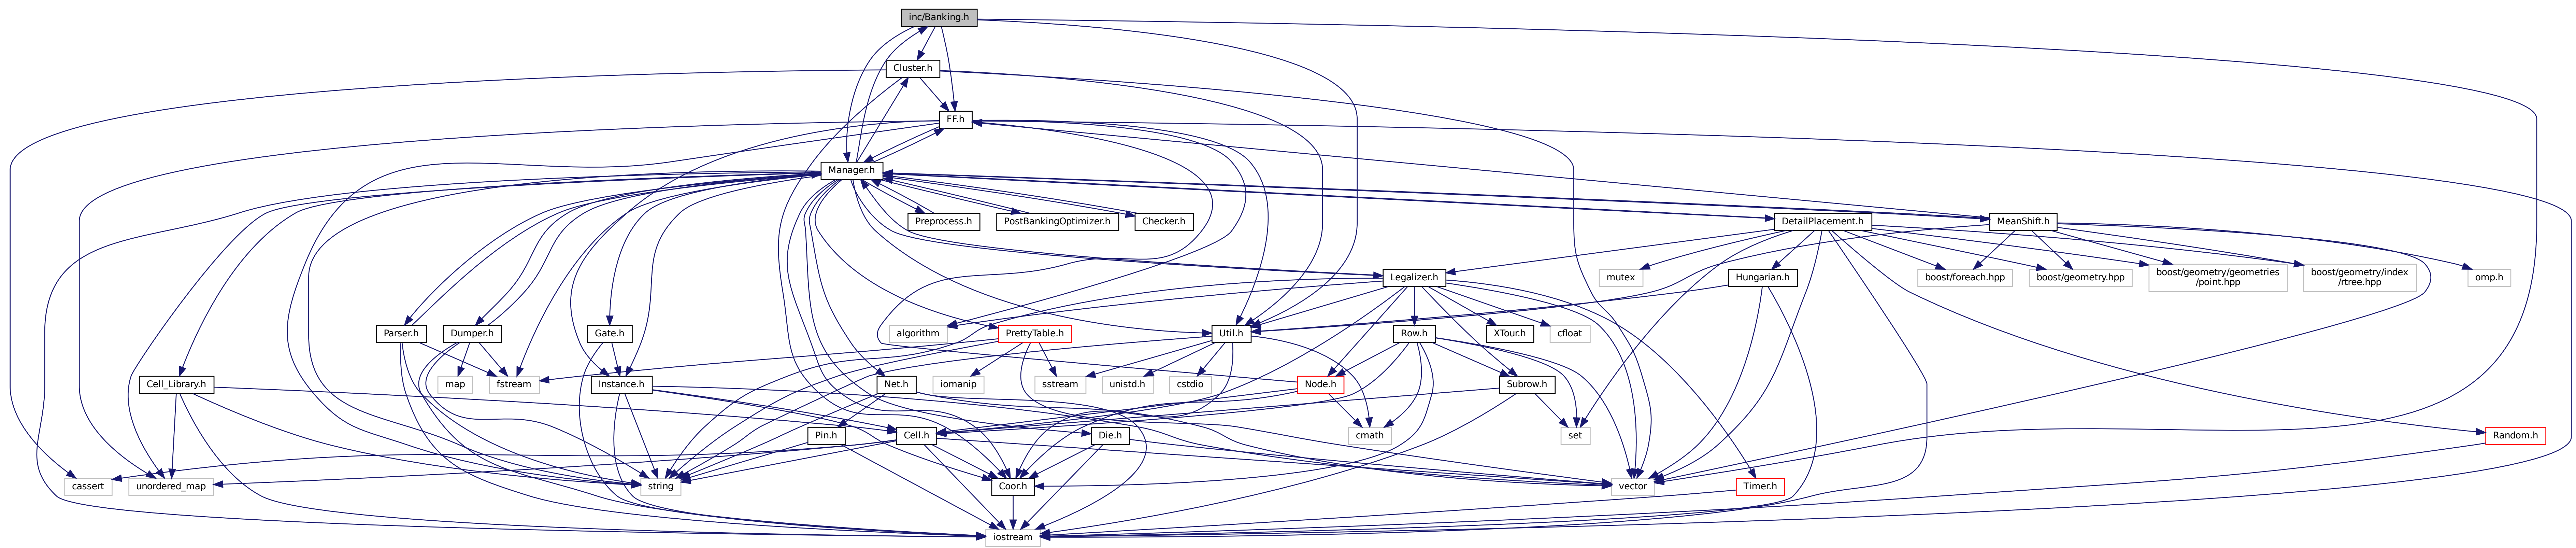 inc/Banking.h
Cluster.h
FF.h
Manager.h
Preprocess.h
PostBankingOptimizer.h
Checker.h
DetailPlacement.h
MeanShift.h
Legalizer.h
mutex
Hungarian.h
boost/foreach.hpp
boost/geometry.hpp
boost/geometry/geometries
/point.hpp
boost/geometry/index
/rtree.hpp
omp.h
Parser.h
Dumper.h
Gate.h
algorithm
PrettyTable.h
Util.h
Row.h
XTour.h
cfloat
Cell_Library.h
map
fstream
Instance.h
Net.h
iomanip
sstream
unistd.h
cstdio
Node.h
Subrow.h
Pin.h
Cell.h
Die.h
cmath
set
Random.h
cassert
unordered_map
string
Coor.h
vector
Timer.h
iostream